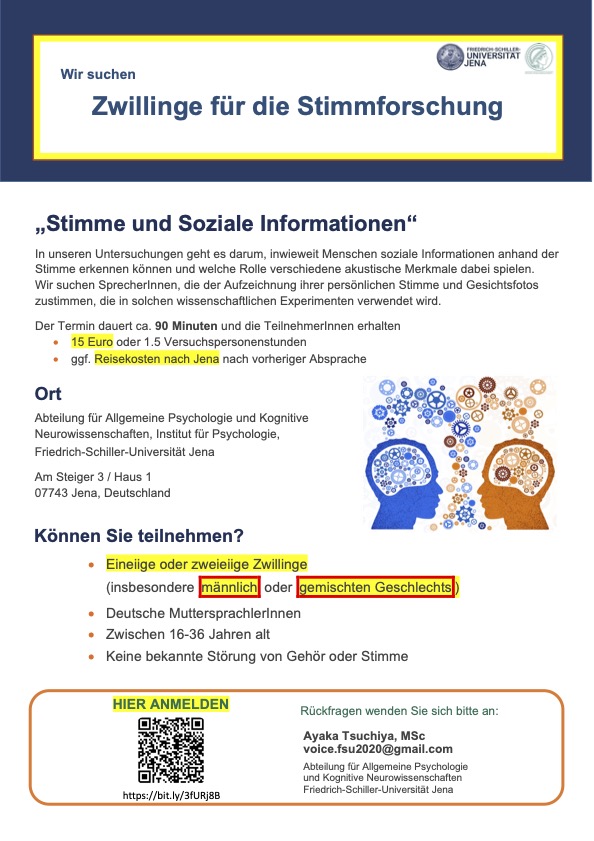 FRIEDRICH-SCHILLER-
UNIVERSITÄT
JENA
Wir suchen
Zwillinge für die Stimmforschung
„Stimme und Soziale Informationen“
In unseren Untersuchungen geht es darum, inwieweit Menschen soziale Informationen anhand der
Stimme erkennen können und welche Rolle verschiedene akustische Merkmale dabei spielen.
Wir suchen SprecherInnen, die der Aufzeichnung ihrer persönlichen Stimme und Gesichtsfotos
zustimmen, die in solchen wissenschaftlichen Experimenten verwendet wird.
Der Termin dauert ca. 90 Minuten und die TeilnehmerInnen erhalten
• 15 Euro oder 1.5 Versuchspersonenstunden
• ggf. Reisekosten nach Jena nach vorheriger Absprache
Ort
Abteilung für Allgemeine Psychologie und Kognitive
Neurowissenschaften, Institut für Psychologie,
Friedrich-Schiller-Universität Jena
Am Steiger 3 / Haus 1
07743 Jena, Deutschland
Können Sie teilnehmen?
• Eineiige oder zweieiige Zwillinge
(insbesondere männlich oder gemischten Geschlechts)
• Deutsche MuttersprachlerInnen
• Zwischen 16-36 Jahren alt
• Keine bekannte Störung von Gehör oder Stimme
HIER ANMELDEN
https://bit.ly/3fURj8B
Rückfragen wenden Sie sich bitte an:
Ayaka Tsuchiya, MSc
voice.fsu2020@gmail.com
Abteilung für Allgemeine Psychologie
und Kognitive Neurowissenschaften
Friedrich-Schiller-Universität Jena